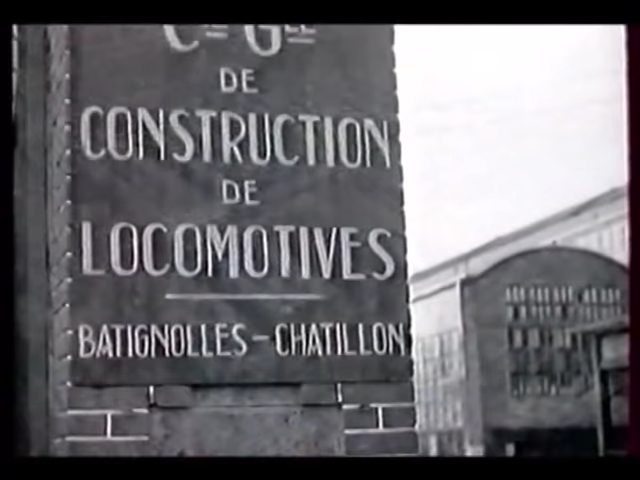 Cie Gle
DE
CONSTRUCTION
DE
LOCOMOTIVES
BATIGNOLLES-CHATILLON